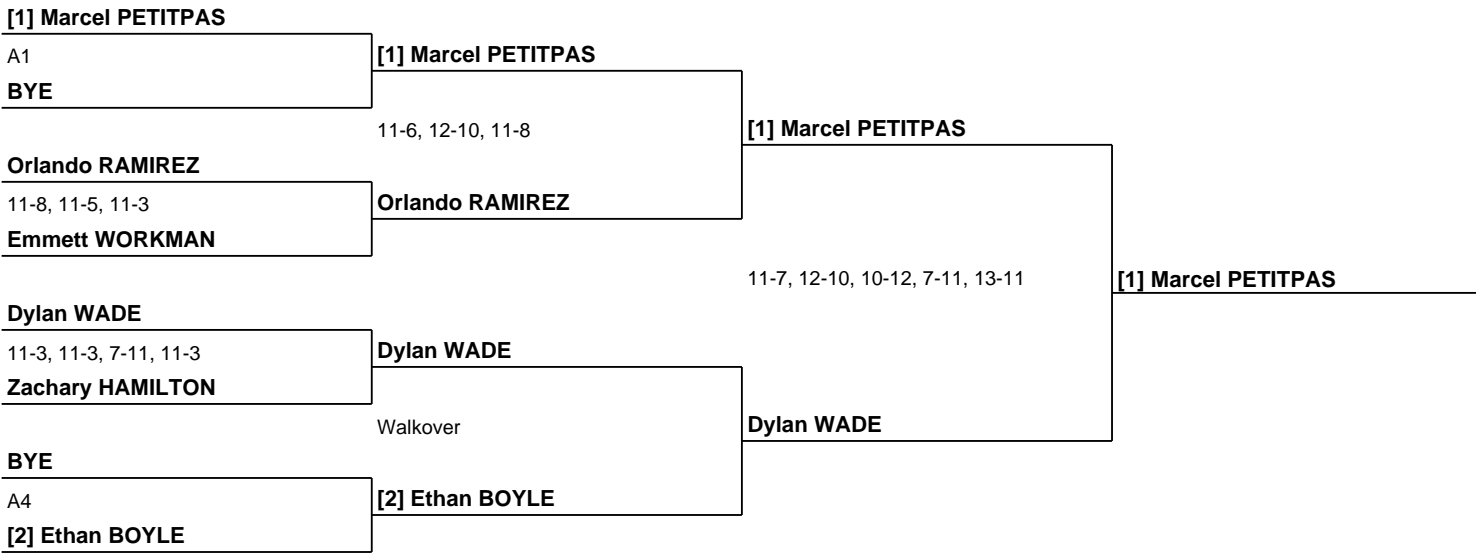 [1] Marcel PETITPAS
A1
BYE
Orlando RAMIREZ
11-8, 11-5, 11-3
Emmett WORKMAN
Dylan WADE
11-3, 11-3, 7-11, 11-3
Zachary HAMILTON
BYE
A4
[2] Ethan BOYLE
[1] Marcel PETITPAS
11-6, 12-10, 11-8
Orlando RAMIREZ
Dylan WADE
Walkover
[2] Ethan BOYLE
[1] Marcel PETITPAS
11-7, 12-10, 10-12, 7-11, 13-11
Dylan WADE
[1] Marcel PETITPAS